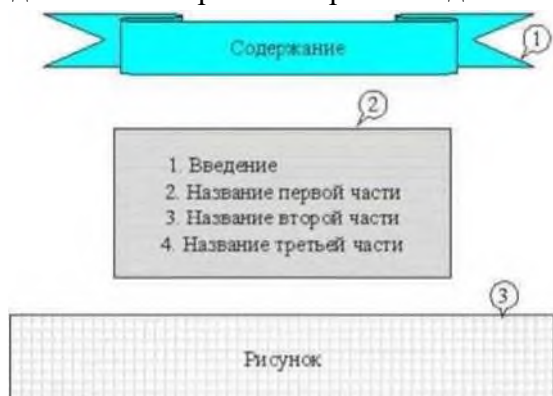 Содержание
1
2
1. Введение
2. Название первой части
3. Название второй части
4. Название третьей части
3
Рисунок